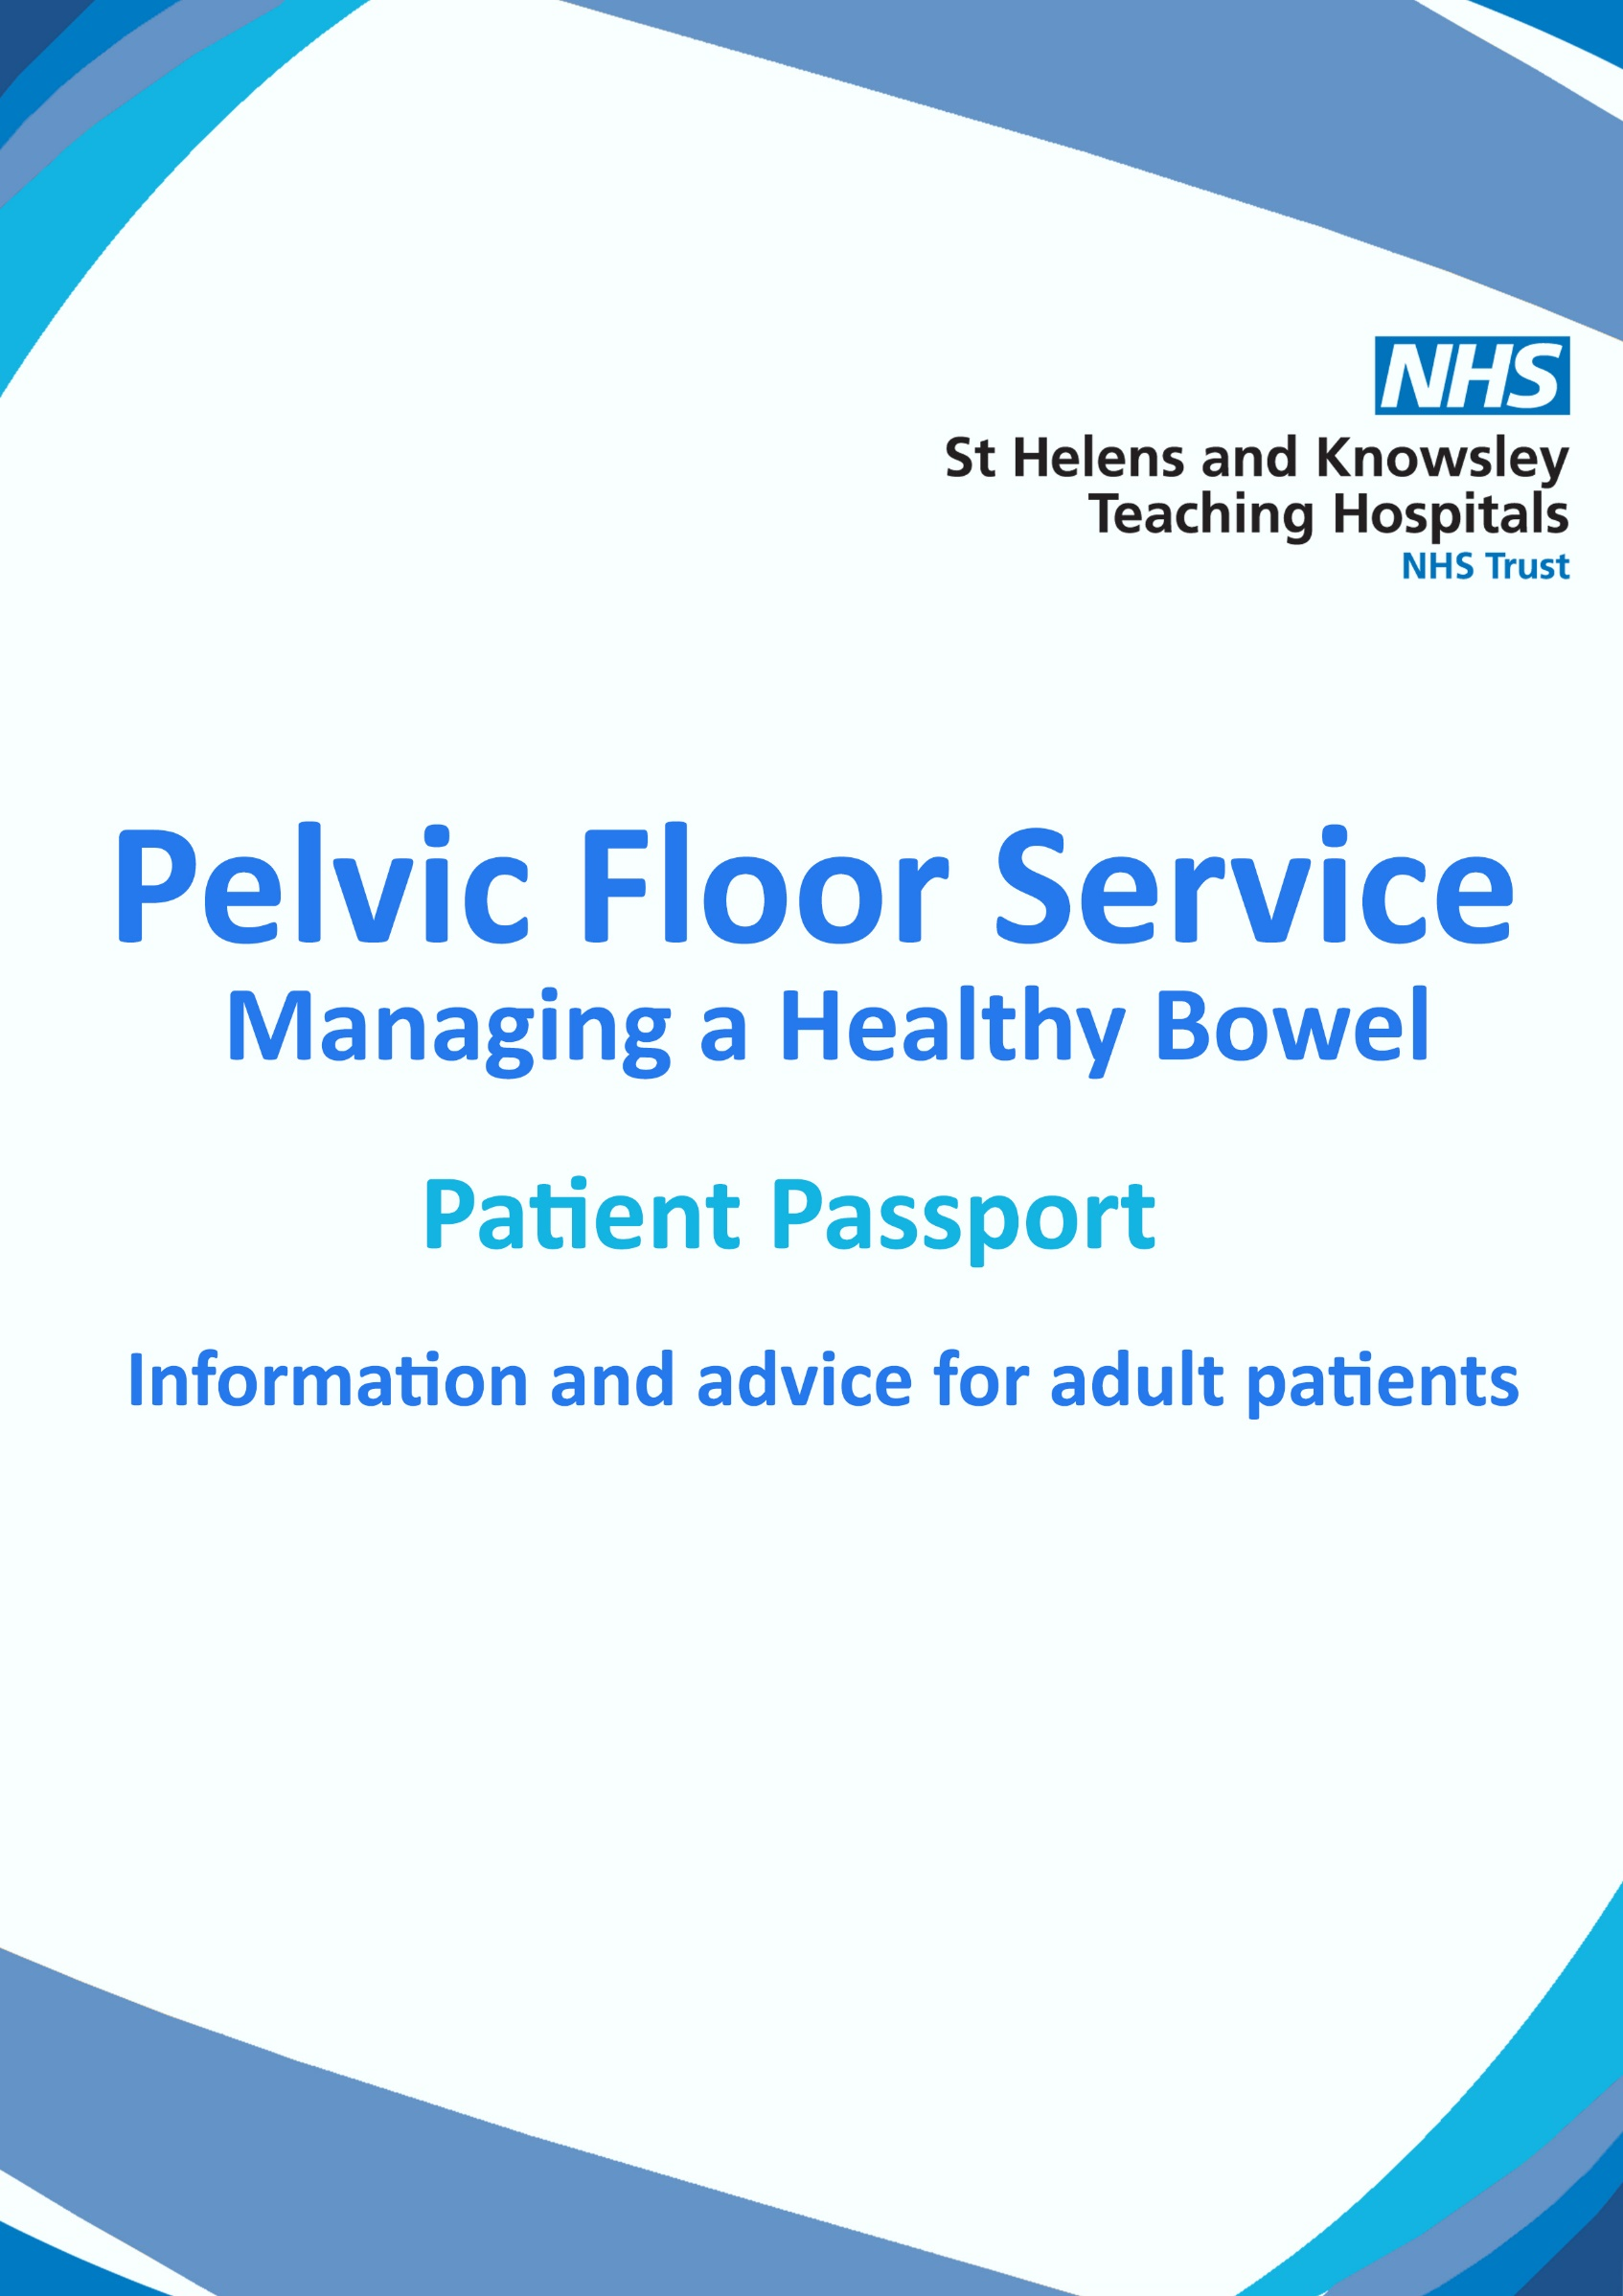 NHS
St Helens and Knowsley
Teaching Hospitals
NHS Trust
Pelvic Floor Service
Managing a Healthy Bowel
Patient Passport
Information and advice for adult patients